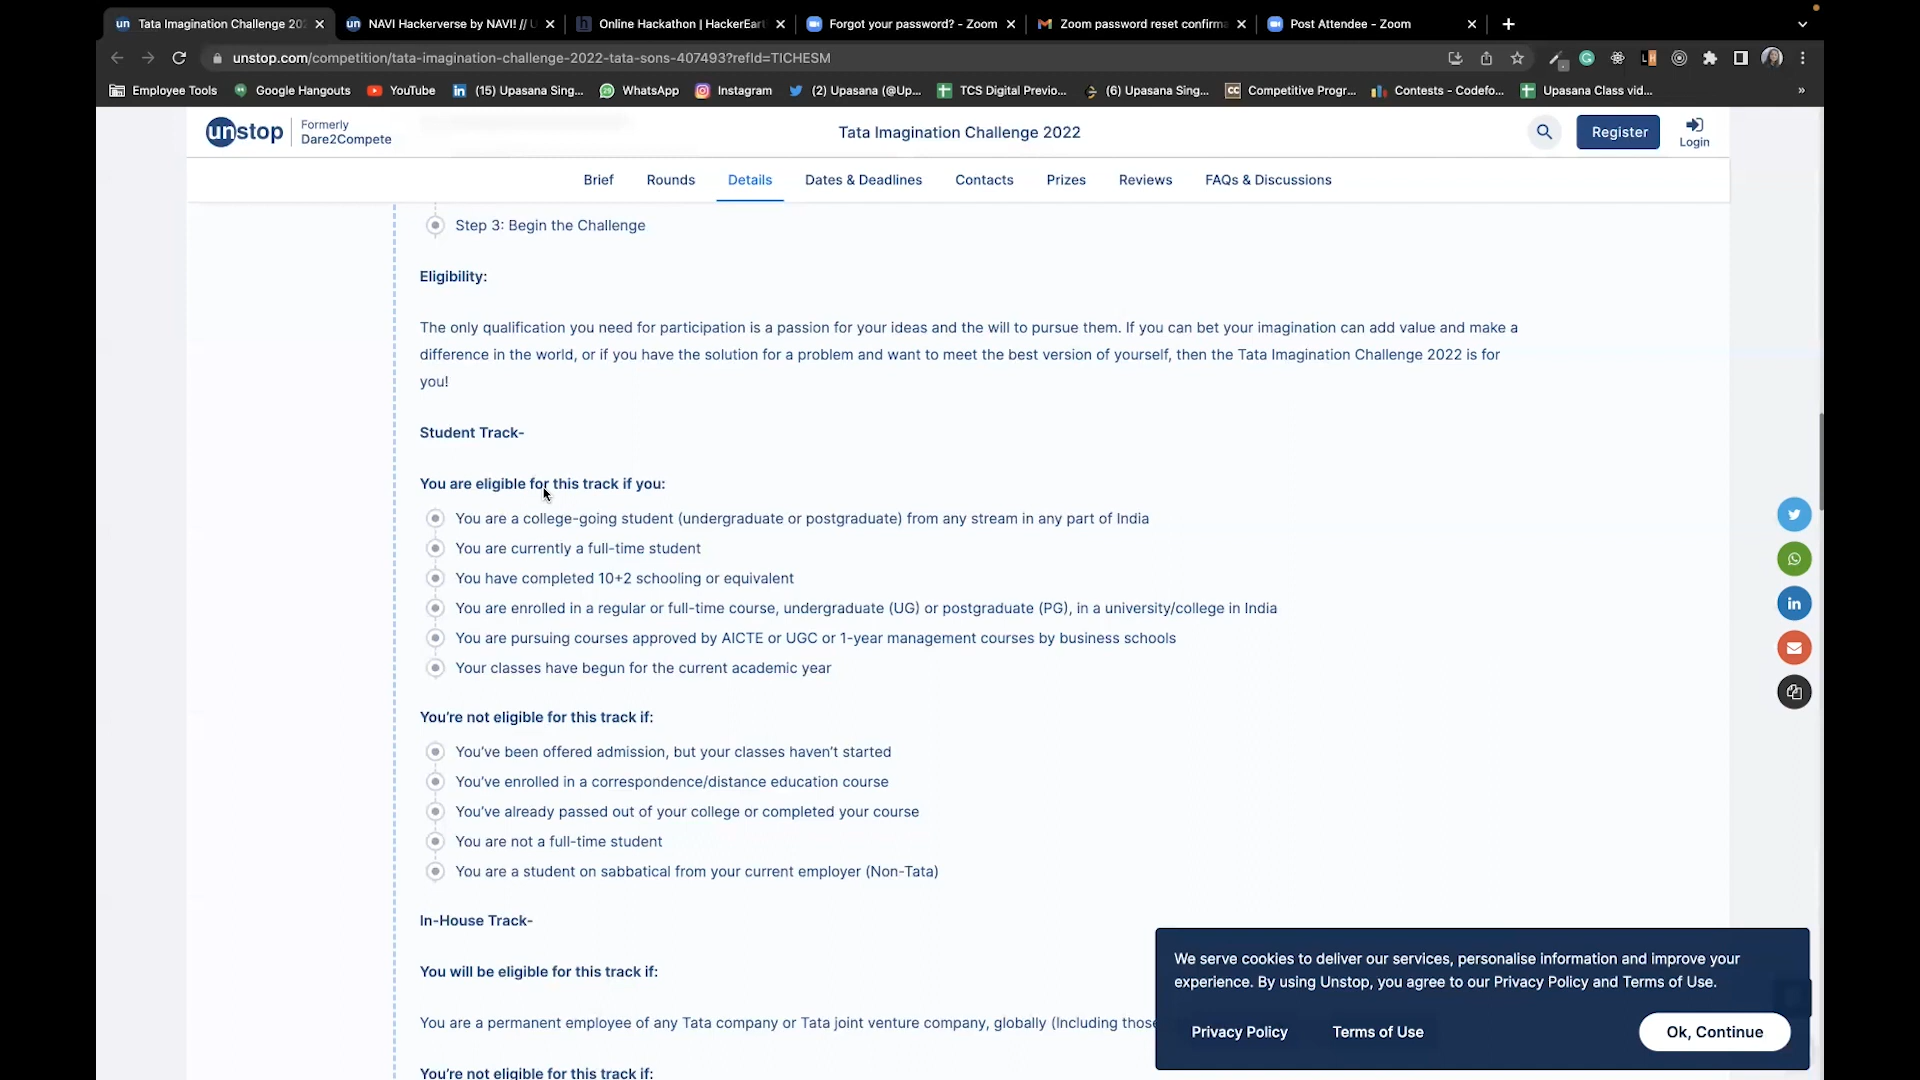 Tata Imagination Challenge 20
NAVI Hackerverse by NAVI! // U
Online Hackathon | HackerEar
Forgot your password? - Zoom
Zoom password reset confirma
Post Attendee - Zoom
unstop.com/competition/tata-imagination-challenge-2022-tata-sons-407493?refId=TICHESM
Employee Tools
Google Hangouts
YouTube
(15) Upasana Sing...
WhatsApp
Instagram
(2) Upasana (@Up...
TCS Digital Previo...
(6) Upasana Sing...
Competitive Progr...
Contests - Codefo...
Upasana Class vid...
»
unstop
Formerly
Dare2Compete
Tata Imagination Challenge 2022
Register
Login
Brief
Rounds
Details
Dates & Deadlines
Contacts
Prizes
Reviews
FAQs & Discussions
Step 3: Begin the Challenge
Eligibility:
The only qualification you need for participation is a passion for your ideas and the will to pursue them. If you can bet your imagination can add value and make a
difference in the world, or if you have the solution for a problem and want to meet the best version of yourself, then the Tata Imagination Challenge 2022 is for
you!
Student Track-
You are eligible for this track if you:
You are a college-going student (undergraduate or postgraduate) from any stream in any part of India
You are currently a full-time student
You have completed 10+2 schooling or equivalent
You are enrolled in a regular or full-time course, undergraduate (UG) or postgraduate (PG), in a university/college in India
You are pursuing courses approved by AICTE or UGC or 1-year management courses by business schools
Your classes have begun for the current academic year
You're not eligible for this track if:
You've been offered admission, but your classes haven't started
You've enrolled in a correspondence/distance education course
You've already passed out of your college or completed your course
You are not a full-time student
You are a student on sabbatical from your current employer (Non-Tata)
In-House Track-
You will be eligible for this track if:
You are a permanent employee of any Tata company or Tata joint venture company, globally (Including those
You're not eligible for this track if:
We serve cookies to deliver our services, personalise information and improve your
experience. By using Unstop, you agree to our Privacy Policy and Terms of Use.
Privacy Policy
Terms of Use
Ok, Continue